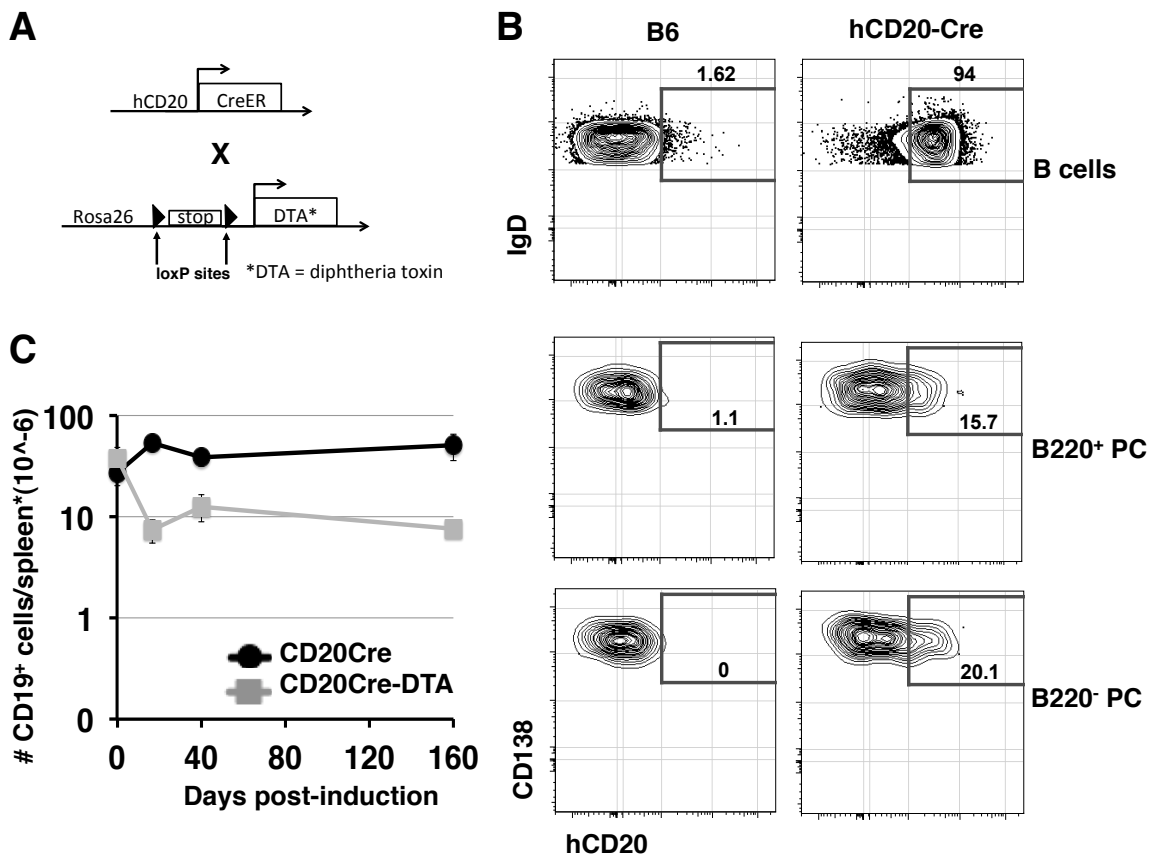 A
hCD20 CreER
X
Rosa26 stop DTA*
loxP sites *DTA = diphtheria toxin
B
B6 hCD20-Cre
1.62 94
B cells
IgD
1.1 15.7
B220+ PC
0 20.1
B220- PC
CD138
hCD20
C
100
10
1
0
# CD19+ cells/spleen*(10^-6)
CD20Cre
CD20Cre-DTA
0 40 80 120 160
Days post-induction